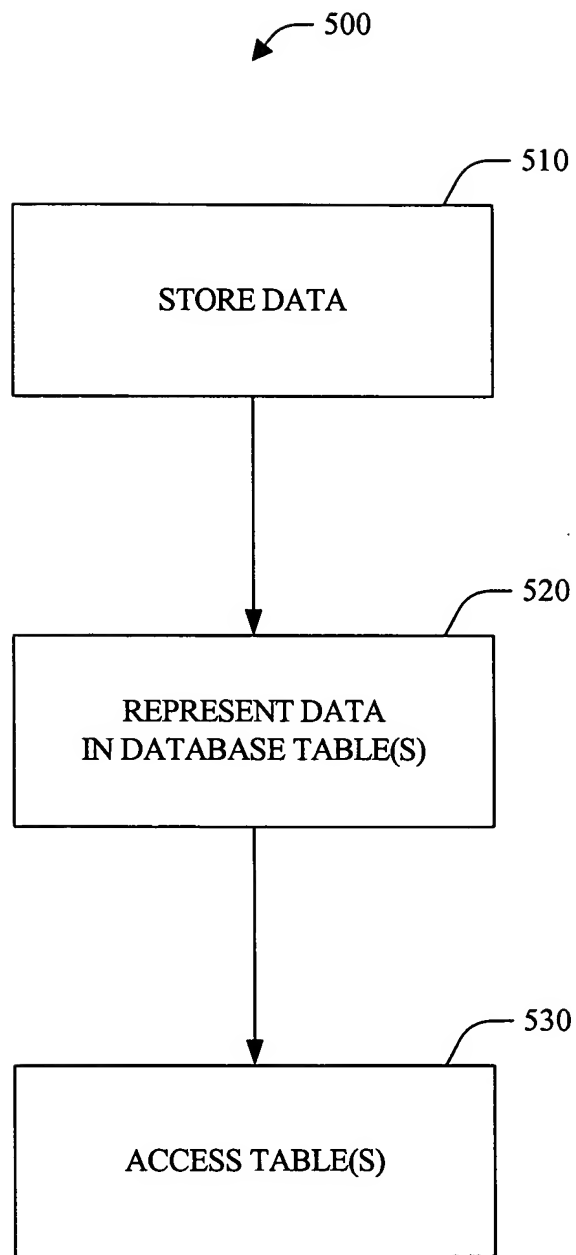 500
510
STORE DATA
520
REPRESENT DATA
IN DATABASE TABLE(S)
530
ACCESS TABLE(S)